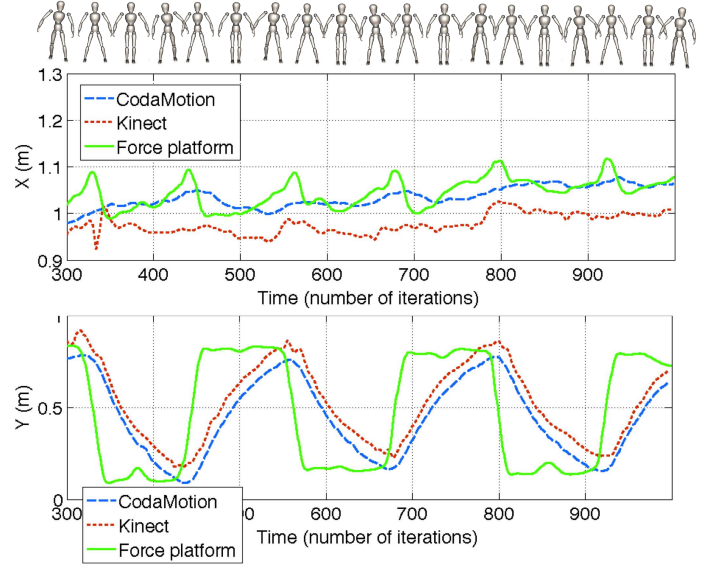 1.3
1.2
1.1
1
0.9
X (m)
CodaMotion
Kinect
Force platform
300 400 500 600 700 800 900
Time (number of iterations)
1
0.5
0
Y (m)
300 400 500 600 700 800 900
Time (number of iterations)
CodaMotion
Kinect
Force platform